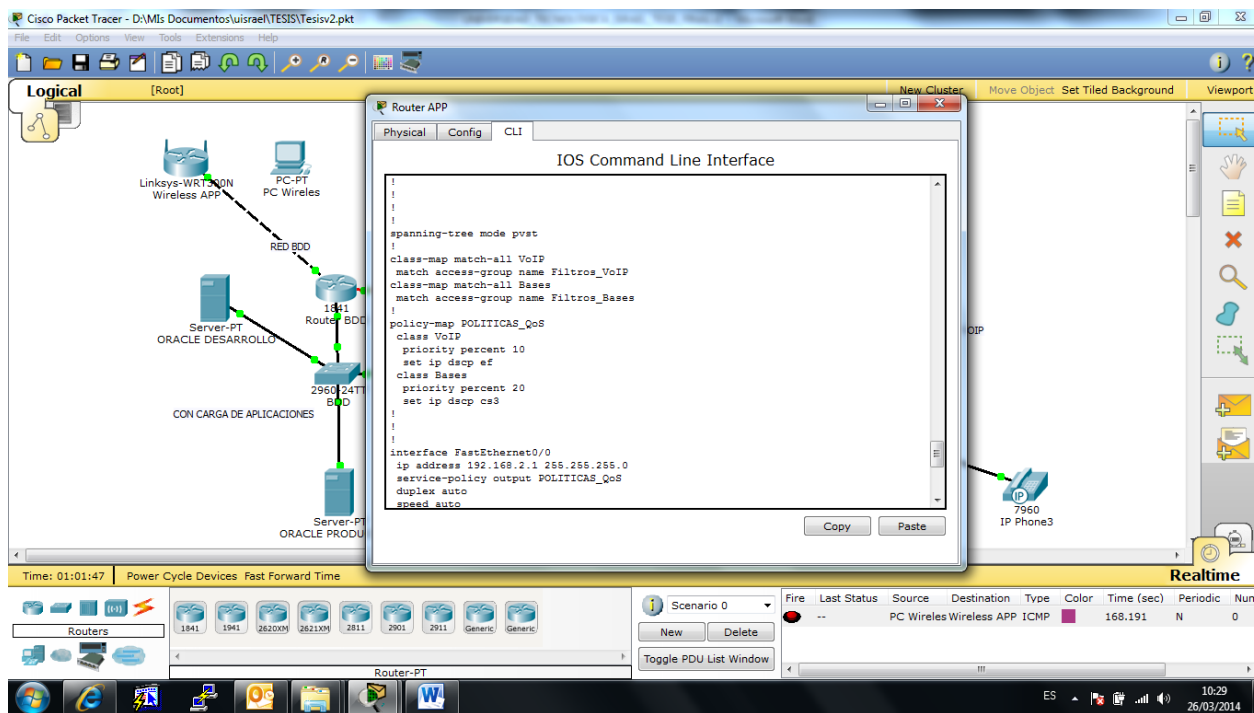 Cisco Packet Tracer - D:\MIs Documentos\uisrael\TESIS\Tesisv2.pkt
File Edit Options View Tools Extensions Help
Logical
[Root]
New Cluster
Move Object
Set Tiled Background
Viewport
Router APP
Physical
Config
CLI
IOS Command Line Interface
!
!
!
!
spanning-tree mode pvst
!
class-map match-all VoIP
match access-group name Filtros_VoIP
class-map match-all Bases
match access-group name Filtros_Bases
!
policy-map POLITICAS_QoS
class VoIP
priority percent 10
set ip dscp ef
class Bases
priority percent 20
set ip dscp cs3
!
!
!
interface FastEthernet0/0
ip address 192.168.2.1 255.255.255.0
service-policy output POLITICAS_QoS
duplex auto
speed auto
Copy
Paste
Linksys-WRT300N
Wireless APP
PC-PT
PC Wireles
RED BDD
1841
Router BDD
Server-PT
ORACLE DESARROLLO
2960-24TT
BDD
CON CARGA DE APLICACIONES
Server-PT
ORACLE PRODU
OIP
IP
7960
IP Phone3
Time: 01:01:47
Power Cycle Devices Fast Forward Time
Realtime
Routers
1841
1941
2620XM
2621XM
2811
2901
2911
Generic
Generic
Router-PT
Scenario 0
New
Delete
Toggle PDU List Window
Fire Last Status Source Destination Type Color Time (sec) Periodic Num
-- PC Wireles Wireless APP ICMP 168.191 N 0
ES
10:29
26/03/2014